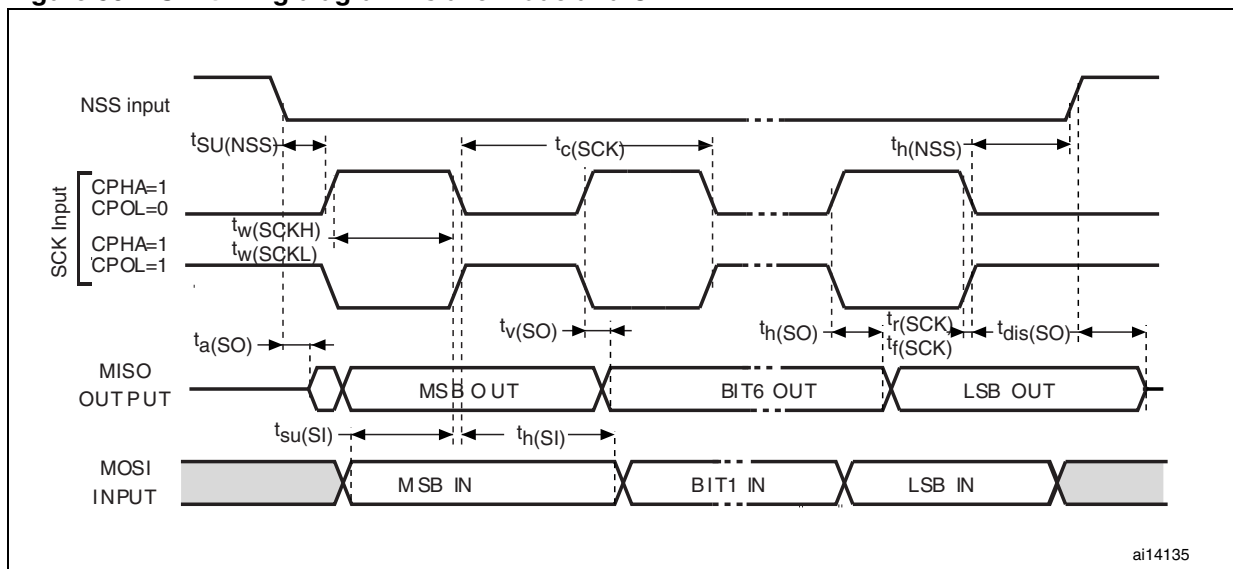 NSS input
tSU(NSS)
tc(SCK)
th(NSS)
SCK Input
CPHA=1
CPOL=0
tw(SCKH)
CPHA=1
tw(SCKL)
CPOL=1
ta(SO)
tv(SO)
th(SO)
tr(SCK)
tf(SCK)
tdis(SO)
MISO
OUTPUT
MSB OUT
BIT6 OUT
LSB OUT
tsu(SI)
th(SI)
MOSI
INPUT
MSB IN
BIT1 IN
LSB IN
ai14135